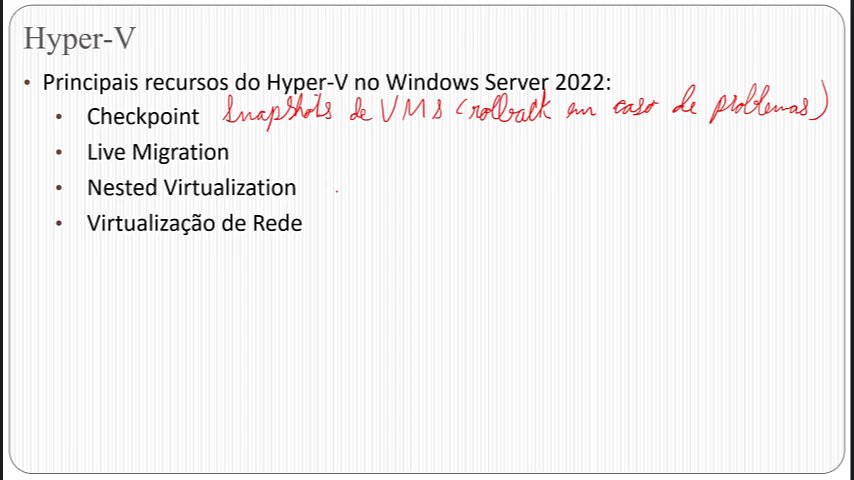 Hyper-V
• Principais recursos do Hyper-V no Windows Server 2022:
• Checkpoint Snapshots de VMs (rollback em caso de problemas)
• Live Migration
• Nested Virtualization
• Virtualização de Rede